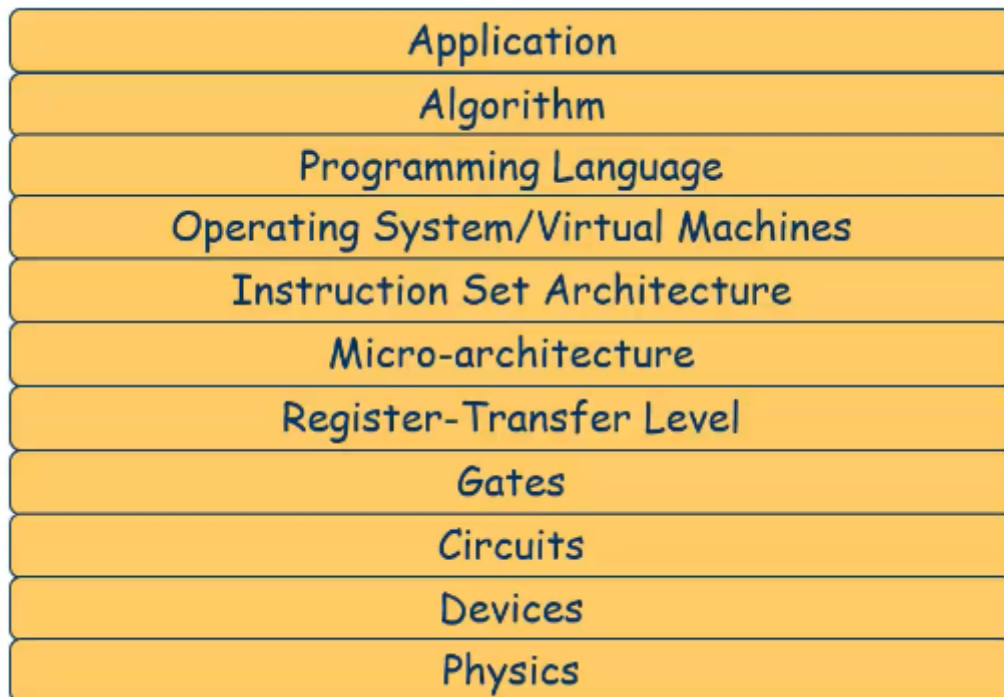 Application
Algorithm
Programming Language
Operating System/Virtual Machines
Instruction Set Architecture
Micro-architecture
Register-Transfer Level
Gates
Circuits
Devices
Physics